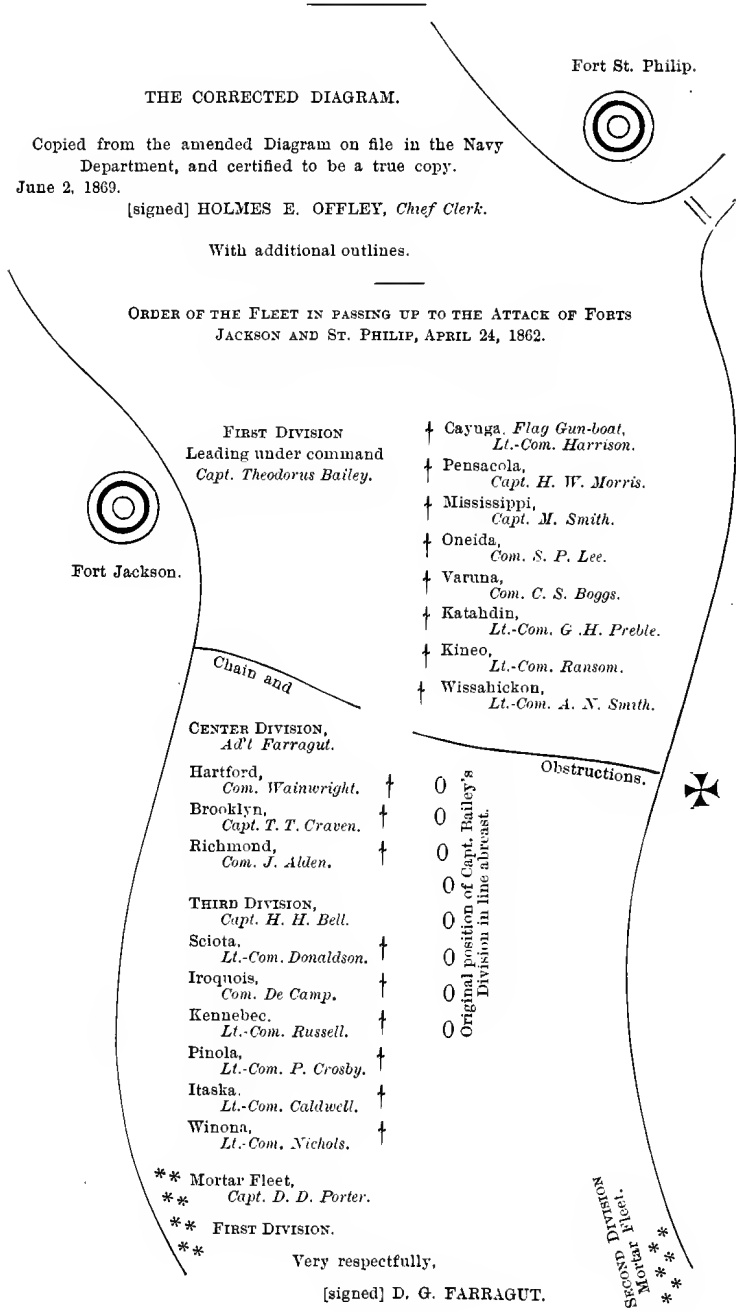 Fort St. Philip.
THE CORRECTED DIAGRAM.
Copied from the amended Diagram on file in the Navy
Department, and certified to be a true copy.
June 2, 1869.
[signed] HOLMES E. OFFLEY, Chief Clerk.
With additional outlines.
ORDER OF THE FLEET IN PASSING UP TO THE ATTACK OF FORTS
JACKSON AND ST. PHILIP, APRIL 24, 1862.
FIRST DIVISION
Leading under command
Capt. Theodorus Bailey.
Cayuga, Flag Gun-boat,
Lt.-Com. Harrison.
Pensacola,
Capt. H. W. Morris.
Mississippi,
Capt. M. Smith.
Oneida,
Com. S. P. Lee.
Varuna,
Com. C. S. Boggs.
Katahdin,
Lt.-Com. G .H. Preble.
Kineo,
Lt.-Com. Ransom.
Wissahickon,
Lt.-Com. A. N. Smith.
Fort Jackson.
Chain and
Obstructions.
CENTER DIVISION,
Ad't Farragut.
Hartford,
Com. Wainwright.
Brooklyn,
Capt. T. T. Craven.
Richmond,
Com. J. Alden.
THIRD DIVISION,
Capt. H. H. Bell.
Sciota,
Lt.-Com. Donaldson.
Iroquois,
Com. De Camp.
Kennebec.
Lt.-Com. Russell.
Pinola,
Lt.-Com. P. Crosby.
Itaska.
Lt.-Com. Caldwell.
Winona,
Lt.-Com. Nichols.
Original position of Capt. Bailey's
Division in line abreast.
Mortar Fleet,
Capt. D. D. Porter.
FIRST DIVISION.
SECOND DIVISION
Mortar Fleet.
Very respectfully,
[signed] D. G. FARRAGUT.